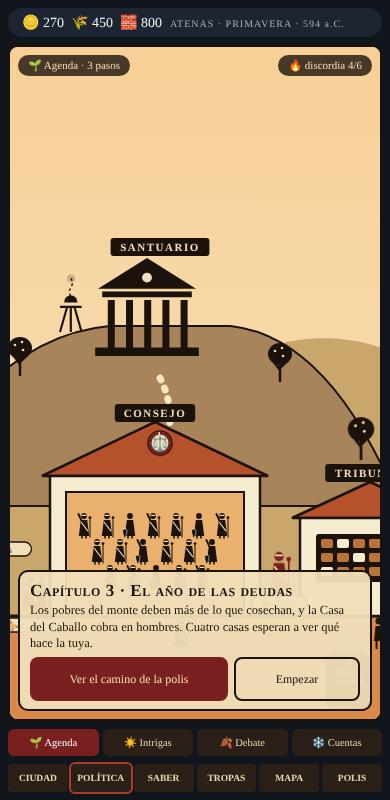 🪙 270 🌾 450 🧱 800 ATENAS · PRIMAVERA · 594 a.C.
🌱 Agenda · 3 pasos
🔥 discordia 4/6
SANTUARIO
CONSEJO
TRIBUN
Capítulo 3 · El año de las deudas
Los pobres del monte deben más de lo que cosechan, y la Casa
del Caballo cobra en hombres. Cuatro casas esperan a ver qué
hace la tuya.
Ver el camino de la polis
Empezar
🌱 Agenda
☀️ Intrigas
🍂 Debate
❄️ Cuentas
CIUDAD
POLÍTICA
SABER
TROPAS
MAPA
POLIS